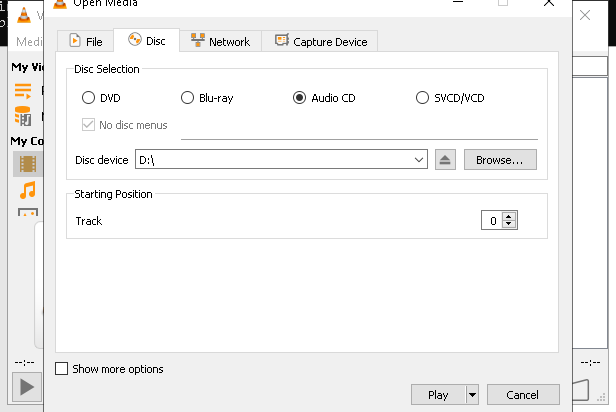 Open Media
Medi
File
Disc
Network
Capture Device
My Vi
My Co
Disc Selection
DVD
Blu-ray
Audio CD
SVCD/VCD
No disc menus
Disc device
D:\
Browse...
Starting Position
Track
0
--:--
--:--
Show more options
Play
Cancel